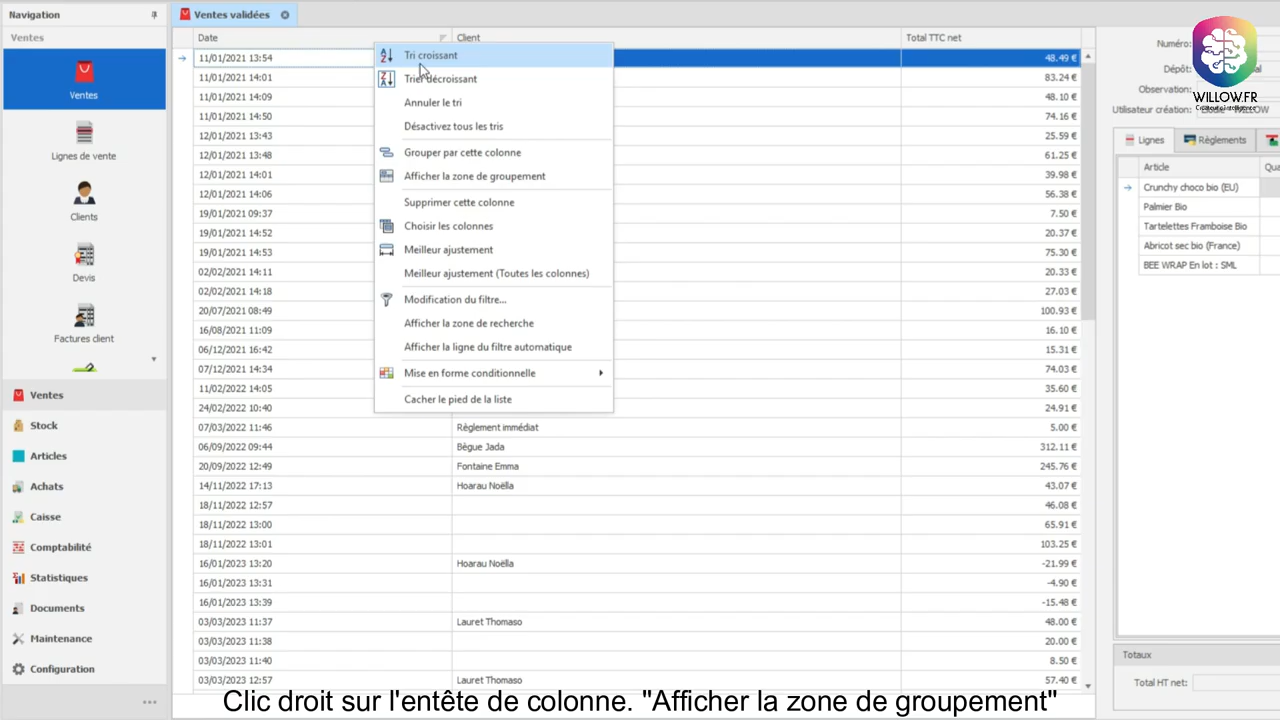 Navigation
Ventes
Ventes
Lignes de vente
Clients
Devis
Factures client
Ventes
Stock
Articles
Achats
Caisse
Comptabilité
Statistiques
Documents
Maintenance
Configuration
Ventes validées
Date Client Total TTC net
11/01/2021 13:54 48.49 €
11/01/2021 14:01 83.24 €
11/01/2021 14:09 48.10 €
11/01/2021 14:50 74.16 €
12/01/2021 13:43 25.59 €
12/01/2021 13:48 61.25 €
12/01/2021 14:01 39.98 €
12/01/2021 14:06 56.38 €
19/01/2021 09:37 7.50 €
19/01/2021 14:52 20.37 €
19/01/2021 14:53 75.30 €
02/02/2021 14:11 20.33 €
02/02/2021 14:18 27.03 €
20/07/2021 08:49 100.93 €
16/08/2021 11:09 16.10 €
06/12/2021 16:42 15.31 €
07/12/2021 14:34 74.03 €
11/02/2022 14:05 35.60 €
24/02/2022 10:40 24.91 €
07/03/2022 11:46 Règlement immédiat 5.00 €
06/09/2022 09:44 Bègue Jada 312.11 €
20/09/2022 12:49 Fontaine Emma 245.76 €
14/11/2022 17:13 Hoarau Noëlla 43.07 €
18/11/2022 12:57 46.08 €
18/11/2022 13:00 65.91 €
18/11/2022 13:01 103.25 €
16/01/2023 13:20 Hoarau Noëlla -21.99 €
16/01/2023 13:31 -4.90 €
16/01/2023 13:39 -15.48 €
03/03/2023 11:37 Lauret Thomaso 48.00 €
03/03/2023 11:38 20.00 €
03/03/2023 11:40 8.50 €
03/03/2023 12:57 Lauret Thomaso 57.40 €
Tri croissant
Trier décroissant
Annuler le tri
Désactivez tous les tris
Grouper par cette colonne
Afficher la zone de groupement
Supprimer cette colonne
Choisir les colonnes
Meilleur ajustement
Meilleur ajustement (Toutes les colonnes)
Modification du filtre...
Afficher la zone de recherche
Afficher la ligne du filtre automatique
Mise en forme conditionnelle
Cacher le pied de la liste
Numéro:
Dépôt:
Observation:
Utilisateur création:
WILLOW.FR
Lignes Règlements
Article
Crunchy choco bio (EU)
Palmier Bio
Tartelettes Framboise Bio
Abricot sec bio (France)
BEE WRAP En lot : SML
Totaux
Total HT net:
Clic droit sur l'entête de colonne. "Afficher la zone de groupement"